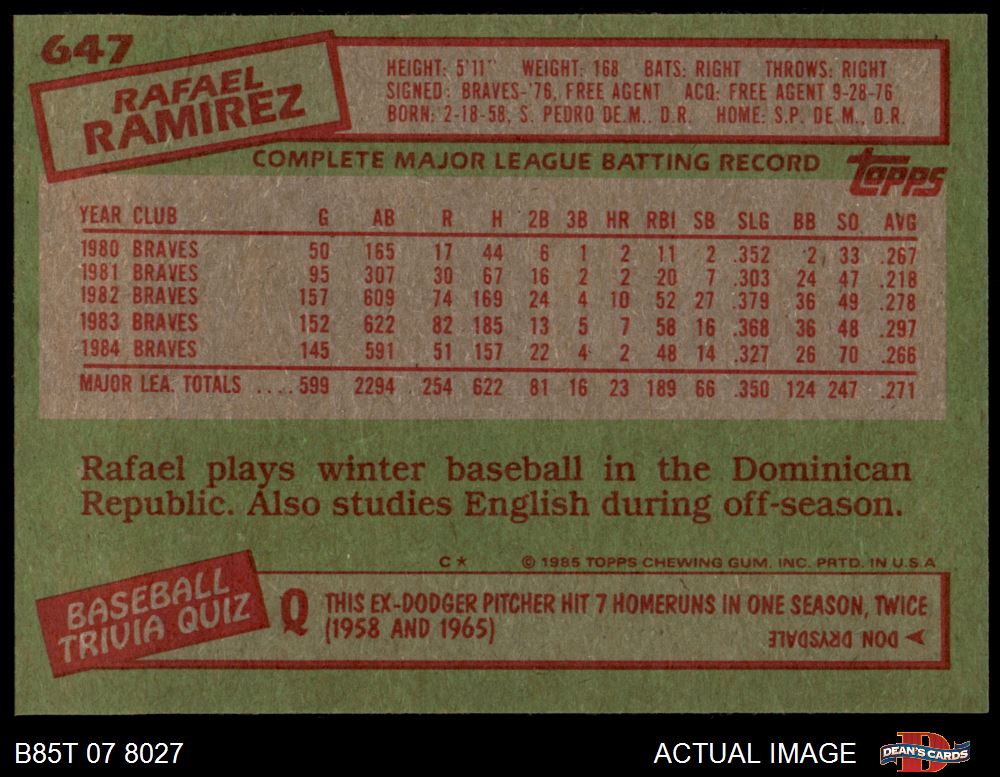 647
RAFAEL
RAMIREZ
HEIGHT: 5'11" WEIGHT: 168 BATS: RIGHT THROWS: RIGHT
SIGNED: BRAVES-'76, FREE AGENT ACQ: FREE AGENT 9-28-76
BORN: 2-18-58, S. PEDRO DE.M., D.R. HOME: S.P. DE.M., D.R.
COMPLETE MAJOR LEAGUE BATTING RECORD
Topps
YEAR CLUB G AB R H 2B 3B HR RBI SB SLG BB SO AVG
1980 BRAVES 50 165 17 44 6 1 2 11 2 .352 2 33 .267
1981 BRAVES 95 307 30 67 16 2 2 20 7 .303 24 47 .218
1982 BRAVES 157 609 74 169 24 4 10 52 27 .379 36 49 .278
1983 BRAVES 152 622 82 185 13 5 7 58 16 .368 36 48 .297
1984 BRAVES 145 591 51 157 22 4 2 48 14 .327 26 70 .266
MAJOR LEA. TOTALS .... 599 2294 254 622 81 16 23 189 66 .350 124 247 .271
Rafael plays winter baseball in the Dominican
Republic. Also studies English during off-season.
C* © 1985 TOPPS CHEWING GUM, INC. PRTD. IN U.S.A
BASEBALL
TRIVIA QUIZ
Q THIS EX-DODGER PITCHER HIT 7 HOMERUNS IN ONE SEASON, TWICE
(1958 AND 1965)
DON DRYSDALE
B85T 07 8027
ACTUAL IMAGE
DEAN'S CARDS